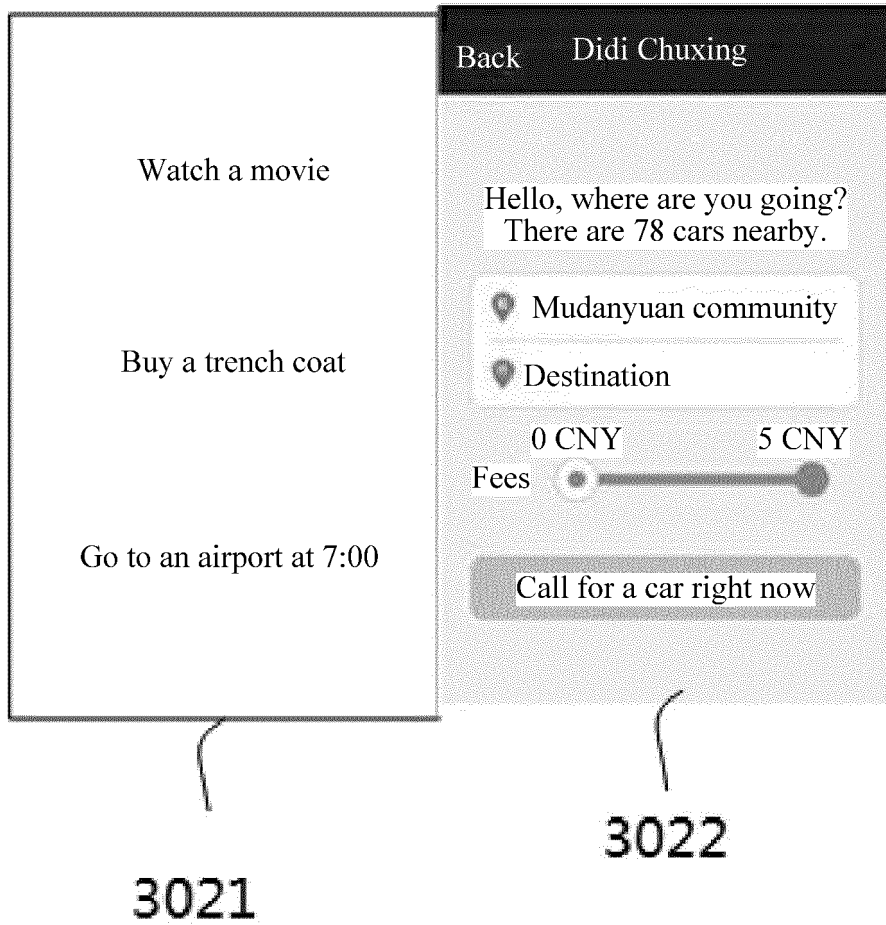 Watch a movie
Buy a trench coat
Go to an airport at 7:00
3021
Back
Didi Chuxing
Hello, where are you going?
There are 78 cars nearby.
Mudanyuan community
Destination
0 CNY
5 CNY
Fees
Call for a car right now
3022